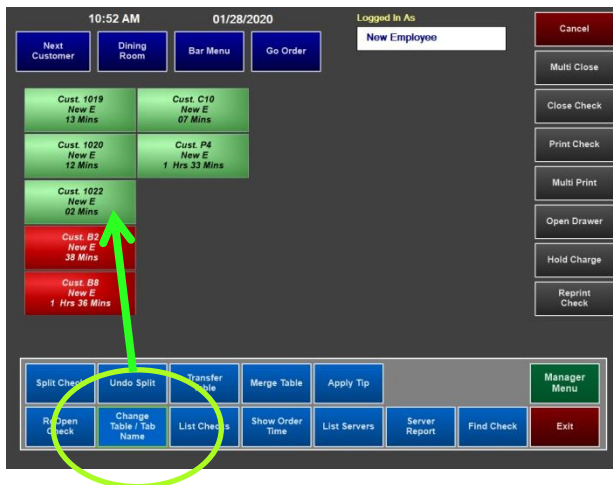 10:52 AM 01/28/2020 Logged In As
New Employee
Cancel
Next
Customer
Dining
Room
Bar Menu
Go Order
Multi Close
Cust. 1019
New E
13 Mins
Cust. C10
New E
07 Mins
Close Check
Cust. 1020
New E
12 Mins
Cust. P4
New E
1 Hrs 33 Mins
Print Check
Cust. 1022
New E
02 Mins
Multi Print
Open Drawer
Cust. B2
New E
38 Mins
Hold Charge
Cust. B8
New E
1 Hrs 36 Mins
Reprint
Check
Split Check
Undo Split
Transfer
Table
Merge Table
Apply Tip
Manager
Menu
ReOpen
Check
Change
Table / Tab
Name
List Checks
Show Order
Time
List Servers
Server
Report
Find Check
Exit